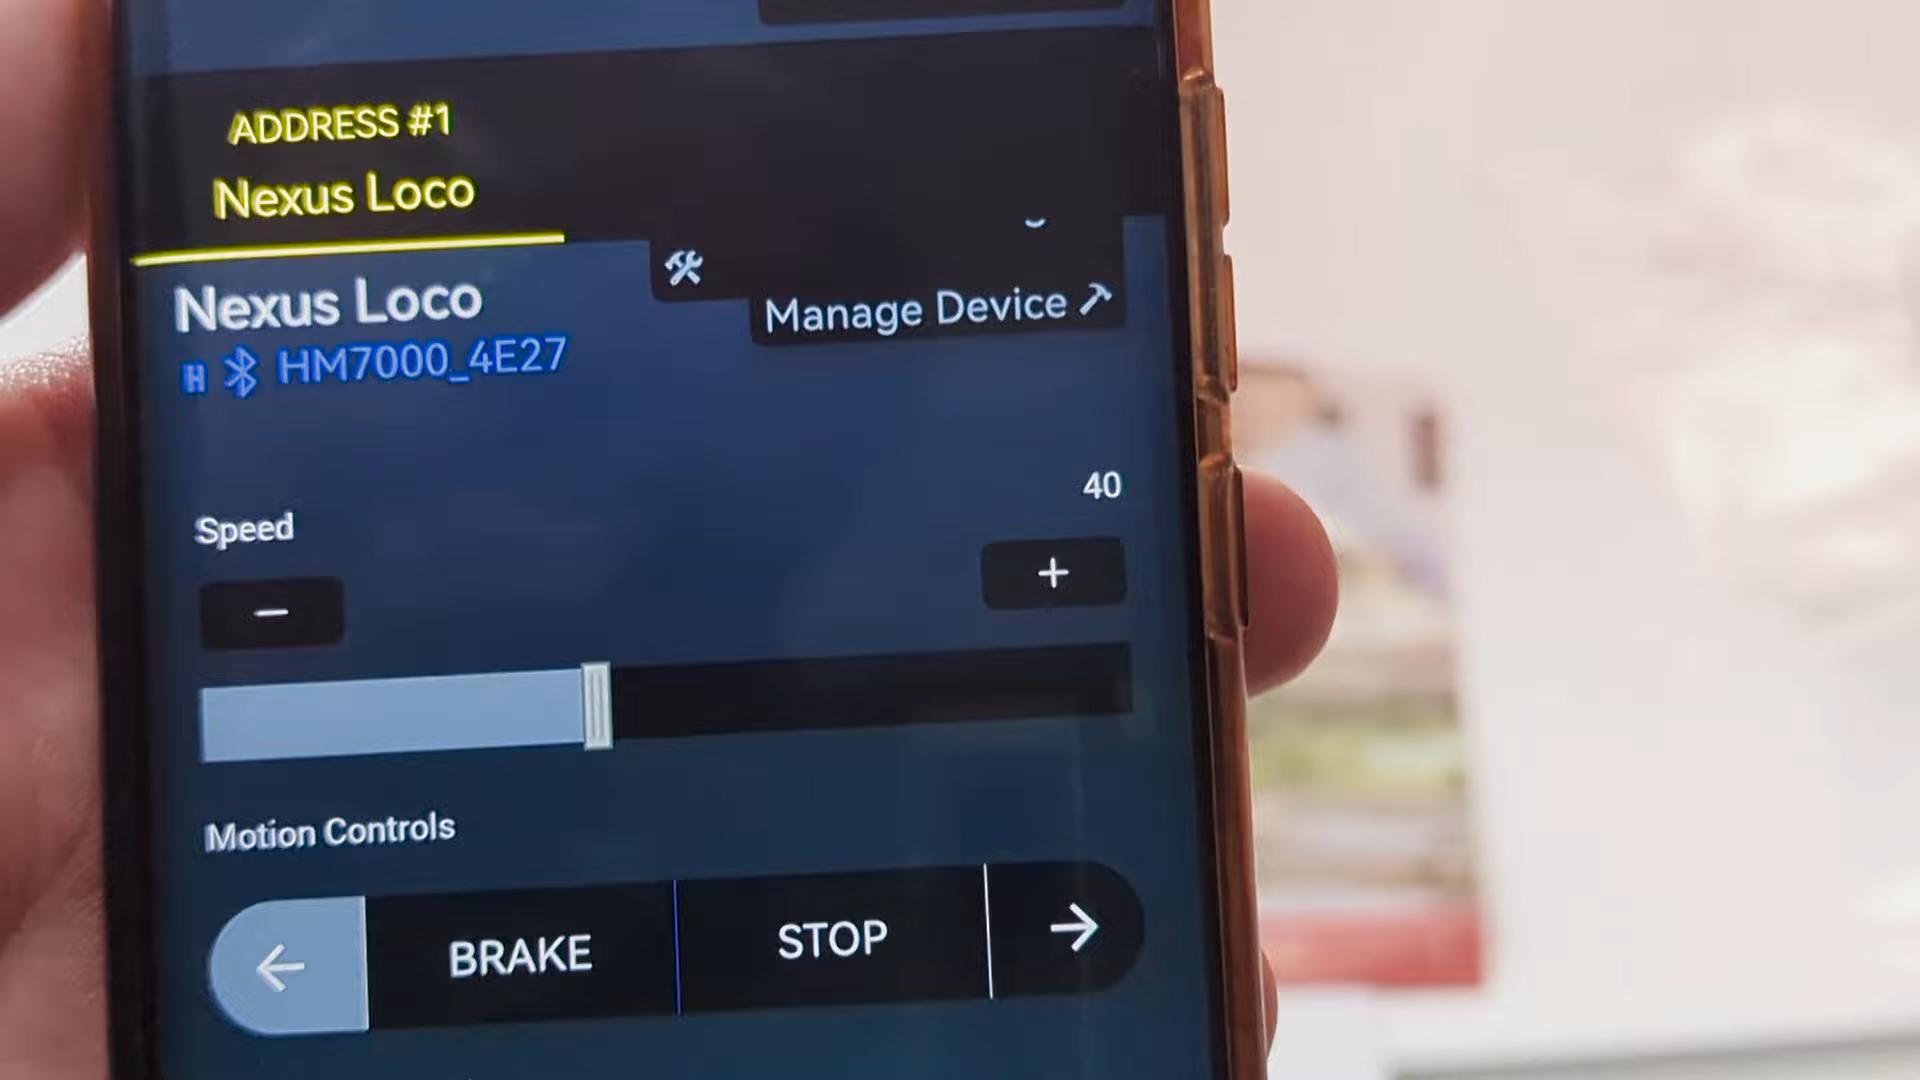 ADDRESS #1
Nexus Loco
Nexus Loco
Manage Device
H HM7000_4E27
40
Speed
− +
Motion Controls
← BRAKE STOP →